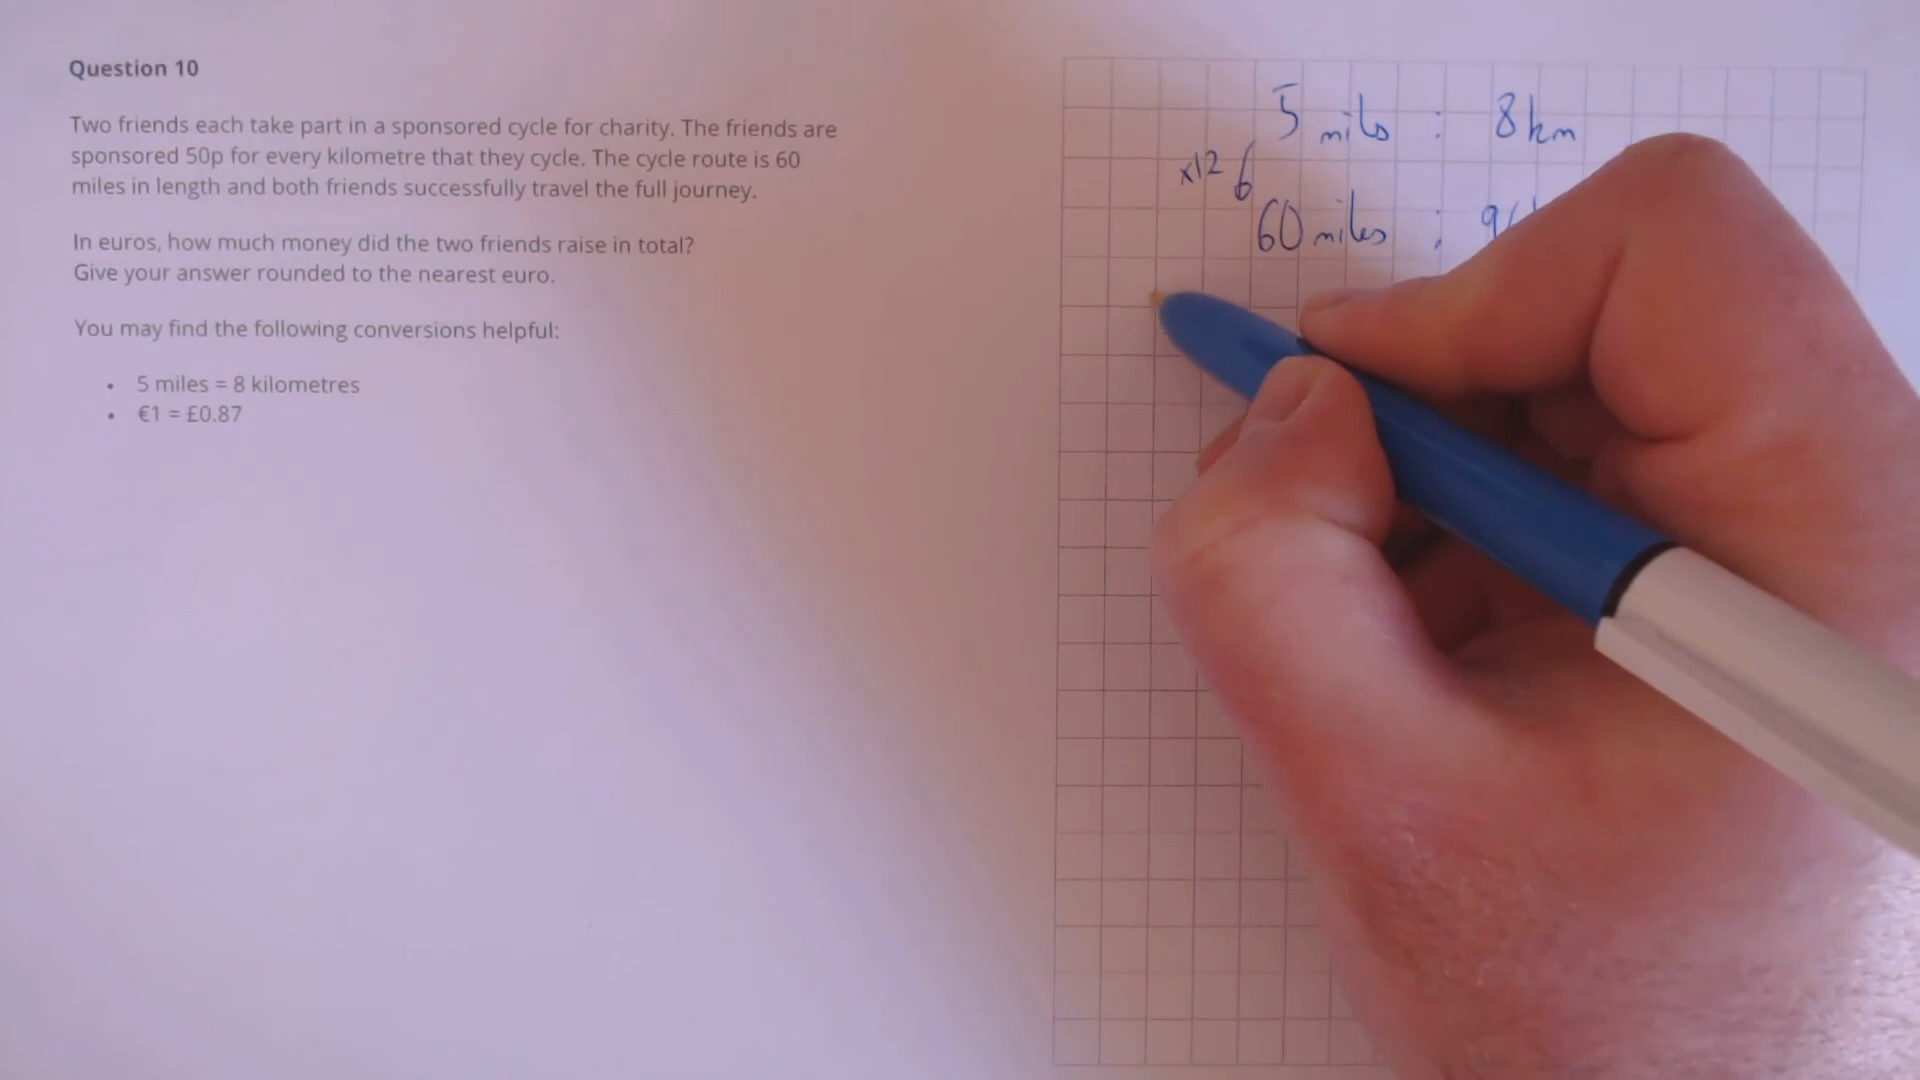 Question 10
Two friends each take part in a sponsored cycle for charity. The friends are
sponsored 50p for every kilometre that they cycle. The cycle route is 60
miles in length and both friends successfully travel the full journey.
In euros, how much money did the two friends raise in total?
Give your answer rounded to the nearest euro.
You may find the following conversions helpful:
• 5 miles = 8 kilometres
• €1 = £0.87
5 miles : 8km
x12
60 miles :